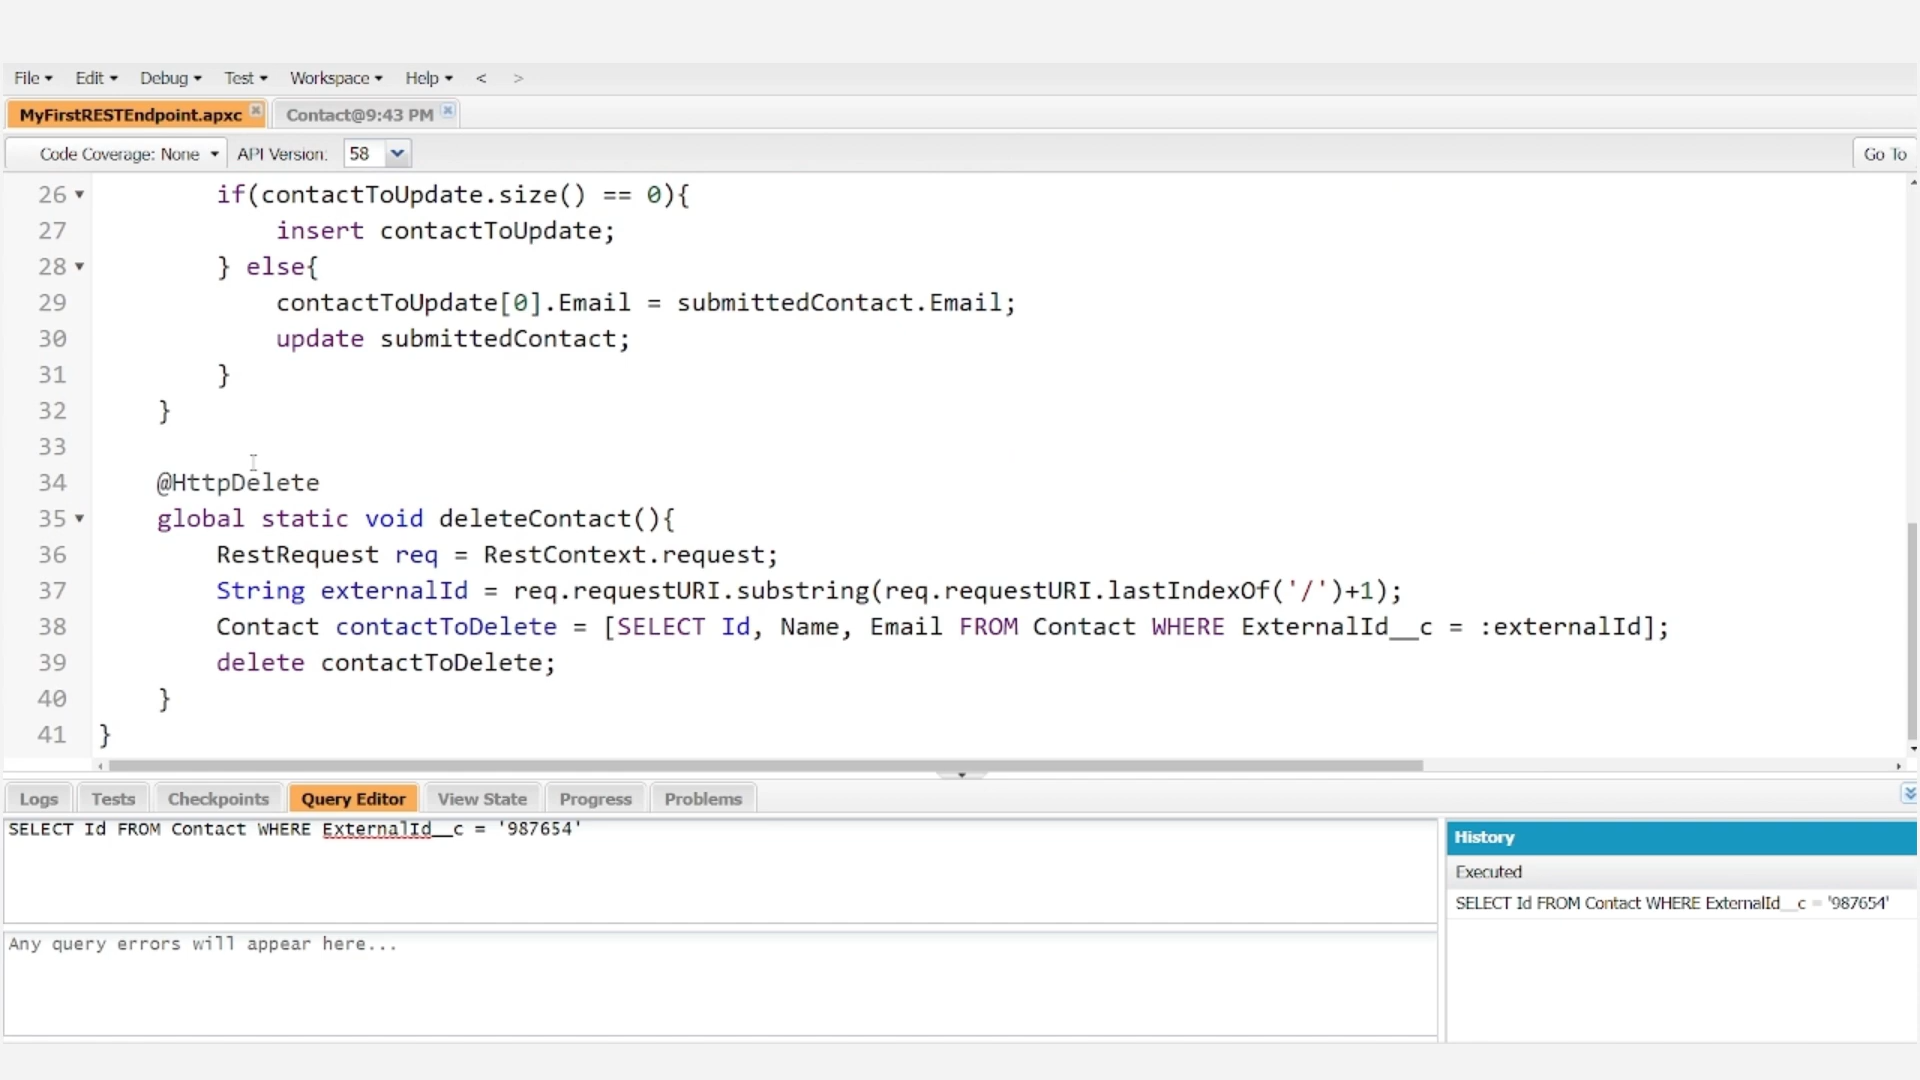 File Edit Debug Test Workspace Help < >
MyFirstRESTEndpoint.apxc Contact@9:43 PM
Code Coverage: None API Version: 58 Go To
26 if(contactToUpdate.size() == 0){
27 insert contactToUpdate;
28 } else{
29 contactToUpdate[0].Email = submittedContact.Email;
30 update submittedContact;
31 }
32 }
33
34 @HttpDelete
35 global static void deleteContact(){
36 RestRequest req = RestContext.request;
37 String externalId = req.requestURI.substring(req.requestURI.lastIndexOf('/')+1);
38 Contact contactToDelete = [SELECT Id, Name, Email FROM Contact WHERE ExternalId__c = :externalId];
39 delete contactToDelete;
40 }
41 }
Logs Tests Checkpoints Query Editor View State Progress Problems
SELECT Id FROM Contact WHERE ExternalId__c = '987654'
Any query errors will appear here...
History
Executed
SELECT Id FROM Contact WHERE ExternalId__c = '987654'